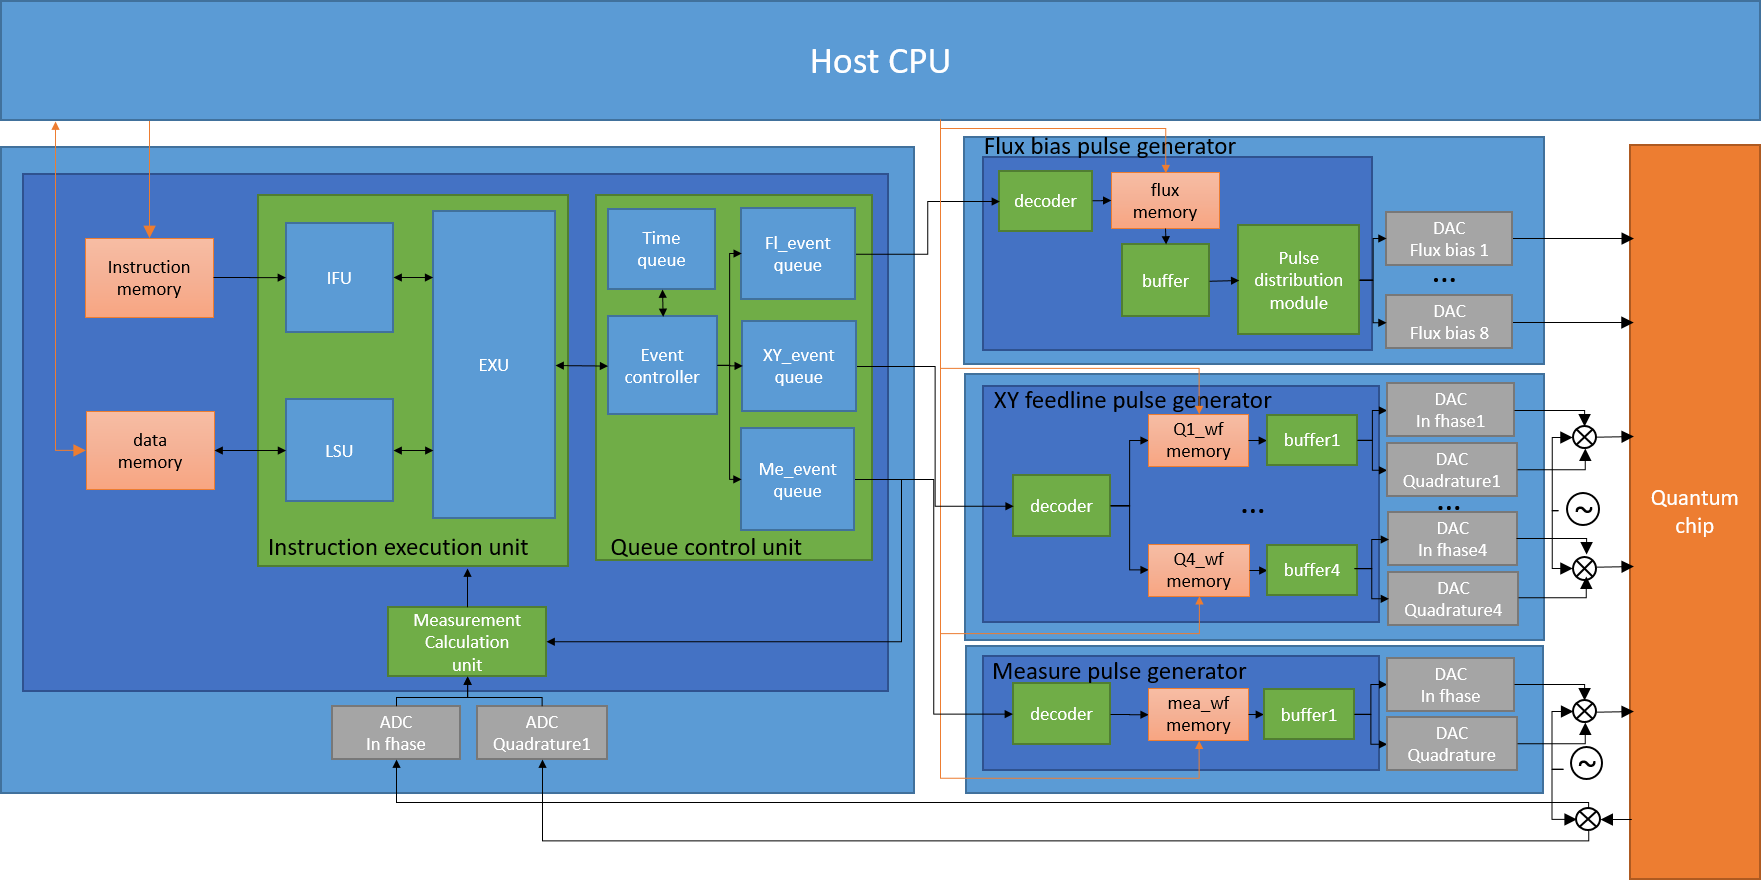 Host CPU
Instruction
memory
data
memory
IFU
LSU
EXU
Instruction execution unit
Time
queue
Event
controller
Fl_event
queue
XY_event
queue
Me_event
queue
Queue control unit
Measurement
Calculation
unit
ADC
In fhase
ADC
Quadrature1
Flux bias pulse generator
decoder
flux
memory
buffer
Pulse
distribution
module
DAC
Flux bias 1
...
DAC
Flux bias 8
XY feedline pulse generator
decoder
Q1_wf
memory
buffer1
...
Q4_wf
memory
buffer4
DAC
In fhase1
DAC
Quadrature1
...
DAC
In fhase4
DAC
Quadrature4
Measure pulse generator
decoder
mea_wf
memory
buffer1
DAC
In fhase
DAC
Quadrature
~
~
Quantum
chip